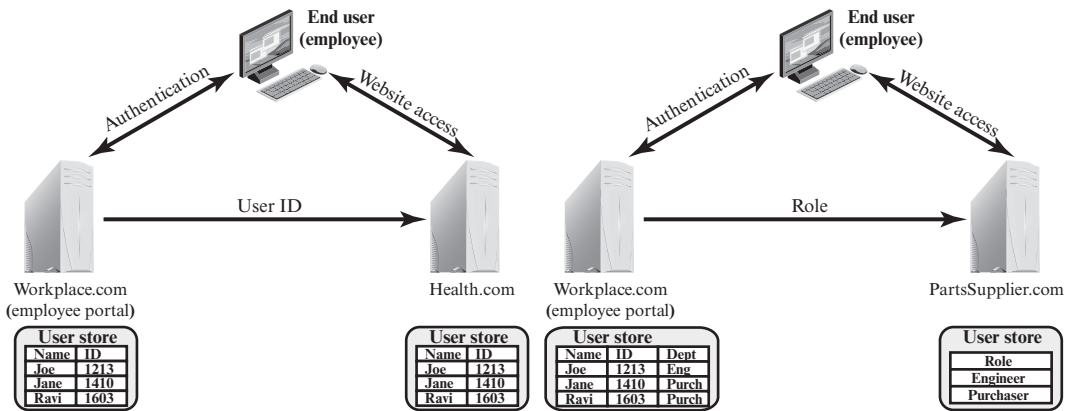 End user
(employee)
Authentication
Website access
User ID
Workplace.com
(employee portal)
User store
Name ID
Joe 1213
Jane 1410
Ravi 1603
Health.com
User store
Name ID
Joe 1213
Jane 1410
Ravi 1603
End user
(employee)
Authentication
Website access
Role
Workplace.com
(employee portal)
User store
Name ID Dept
Joe 1213 Eng
Jane 1410 Purch
Ravi 1603 Purch
PartsSupplier.com
User store
Role
Engineer
Purchaser